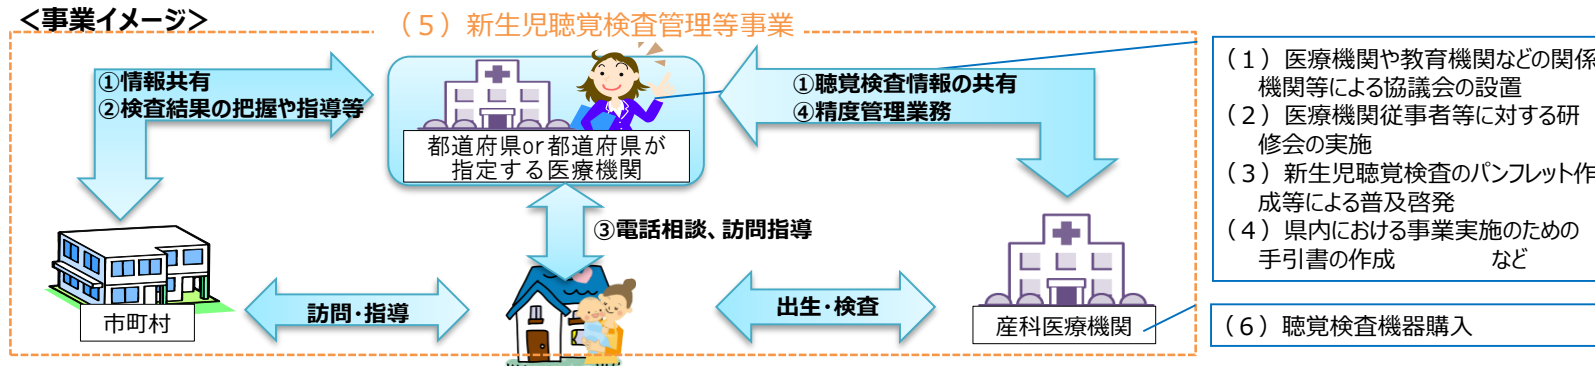 ＜事業イメージ＞
（５）新生児聴覚検査管理等事業
①情報共有
②検査結果の把握や指導等
都道府県or都道府県が
指定する医療機関
①聴覚検査情報の共有
④精度管理業務
③電話相談、訪問指導
市町村
訪問・指導
出生・検査
産科医療機関
（１）医療機関や教育機関などの関係
機関等による協議会の設置
（２）医療機関従事者等に対する研
修会の実施
（３）新生児聴覚検査のパンフレット作
成等による普及啓発
（４）県内における事業実施のための
手引書の作成　　　　など
（６）聴覚検査機器購入